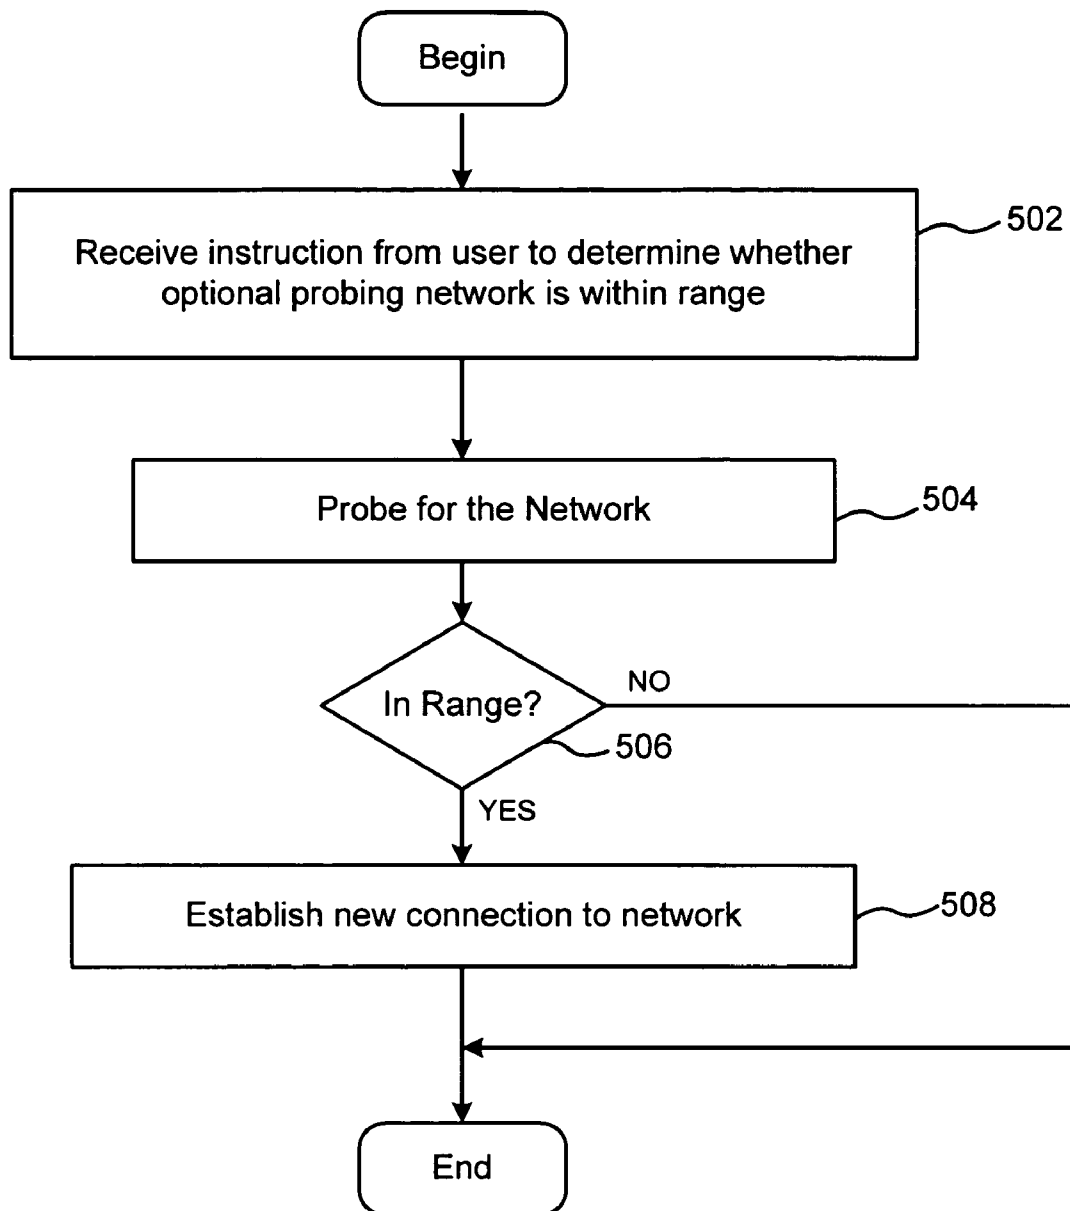 Begin
Receive instruction from user to determine whether
optional probing network is within range
502
Probe for the Network
504
In Range?
NO
506
YES
Establish new connection to network
508
End